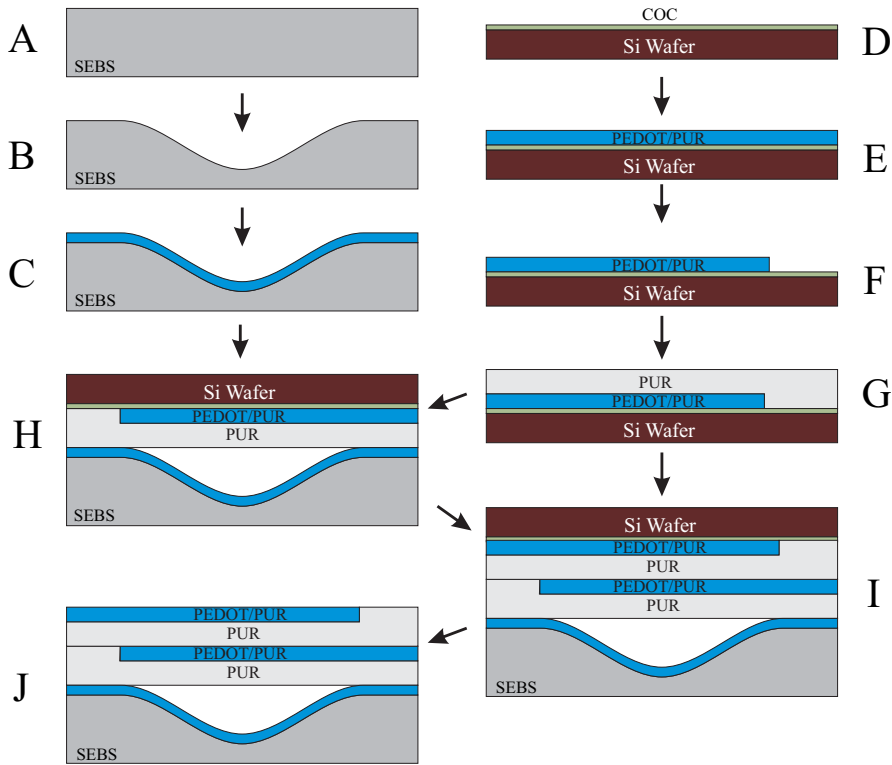 A
SEBS
B
SEBS
C
SEBS
COC
Si Wafer
D
PEDOT/PUR
Si Wafer
E
PEDOT/PUR
Si Wafer
F
PUR
PEDOT/PUR
Si Wafer
G
Si Wafer
PEDOT/PUR
PUR
H
SEBS
Si Wafer
PEDOT/PUR
PUR
PEDOT/PUR
PUR
I
SEBS
PEDOT/PUR
PUR
PEDOT/PUR
PUR
J
SEBS